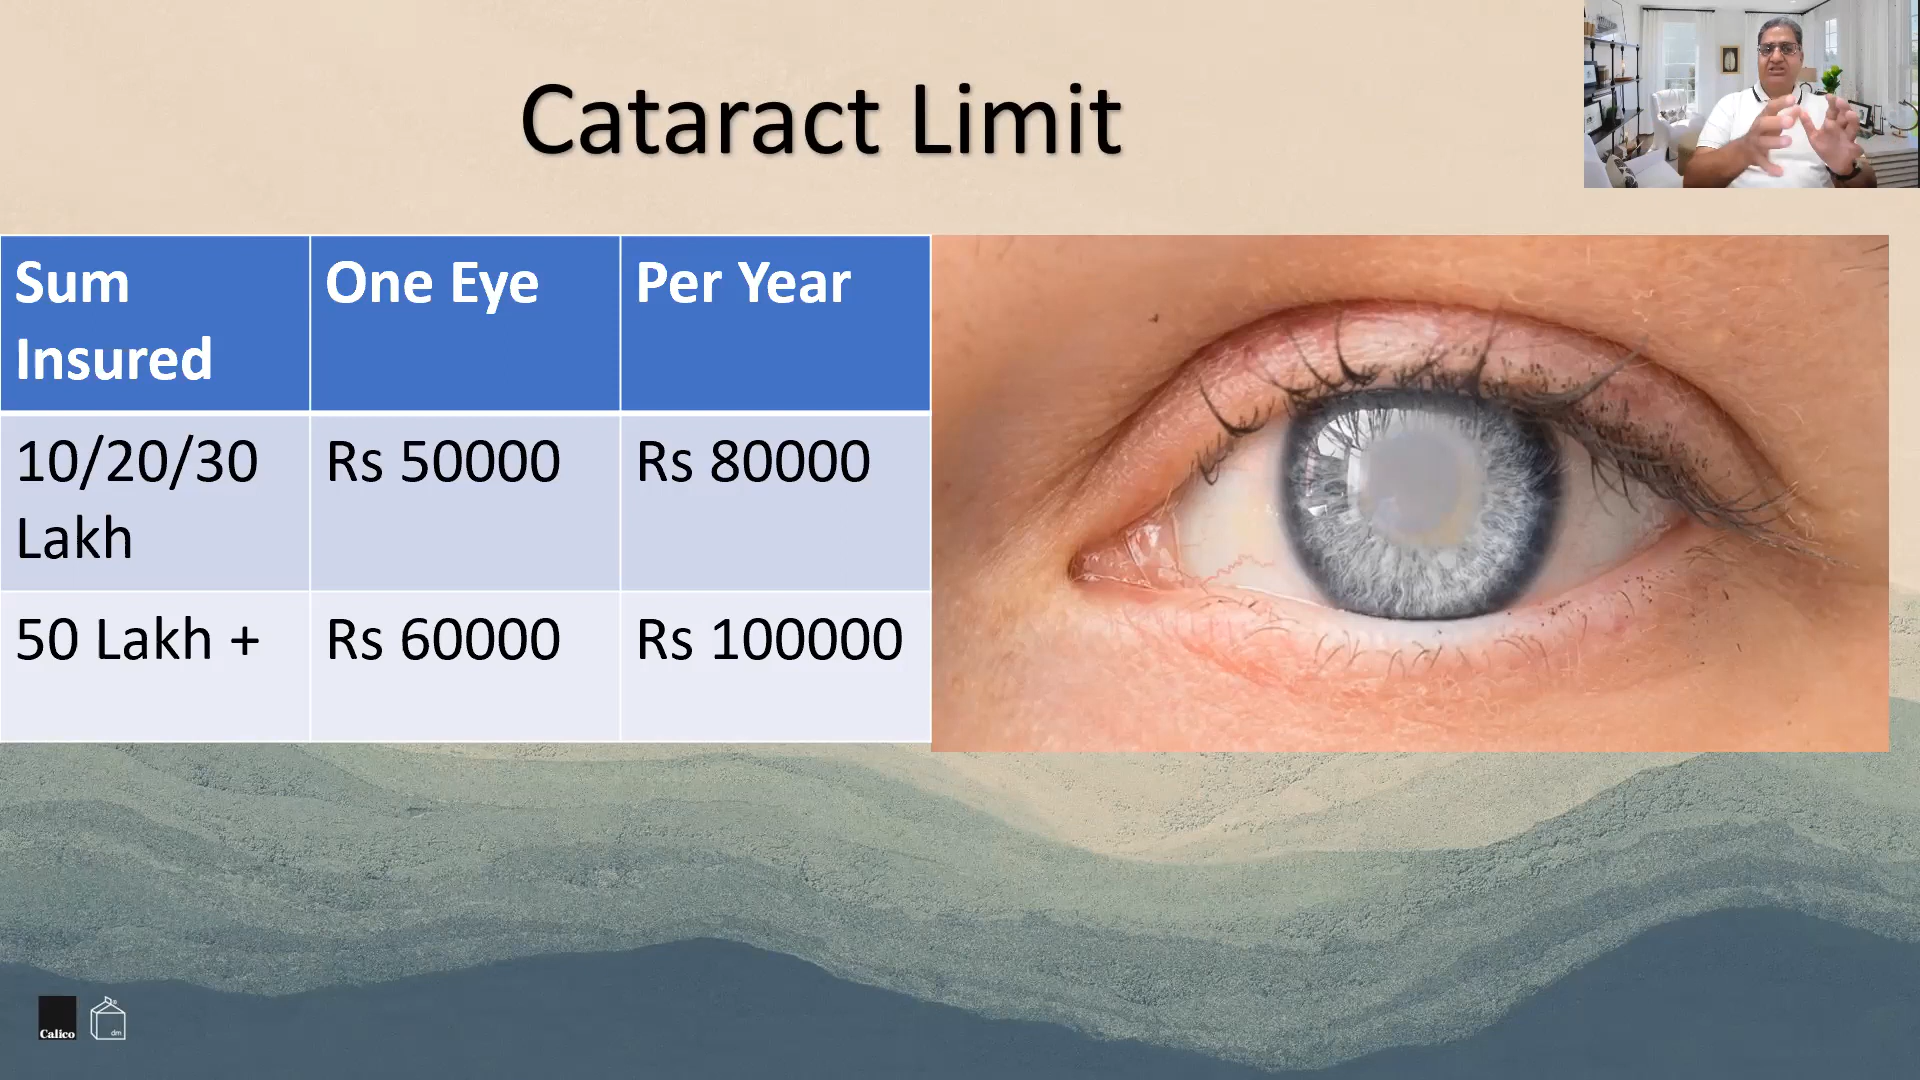 Cataract Limit
Sum
Insured
One Eye
Per Year
10/20/30
Lakh
Rs 50000
Rs 80000
50 Lakh +
Rs 60000
Rs 100000
Calico
dm